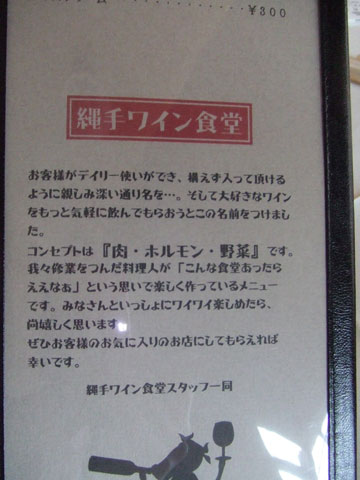 ¥300
縄手ワイン食堂
お客様がデイリー使いができ、構えず入って頂ける
ように親しみ深い通り名を…。そして大好きなワイン
をもっと気軽に飲んでもらおうとこの名前をつけまし
た。
コンセプトは『肉・ホルモン・野菜』です。
我々修業をつんだ料理人が「こんな食堂あったら
ええなぁ」という思いで楽しく作っているメニュー
です。みなさんといっしょにワイワイ楽しめたら、
尚嬉しく思います。
ぜひお客様のお気に入りのお店にしてもらえれば
幸いです。
縄手ワイン食堂スタッフ一同